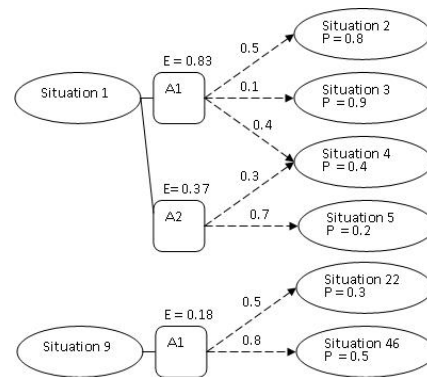 Situation 2
P = 0.8
E = 0.83
0.5
Situation 1
A1
0.1
Situation 3
P = 0.9
0.4
Situation 4
P = 0.4
E= 0.37
0.3
A2
0.7
Situation 5
P = 0.2
Situation 22
P = 0.3
E = 0.18
0.5
Situation 9
A1
0.8
Situation 46
P = 0.5